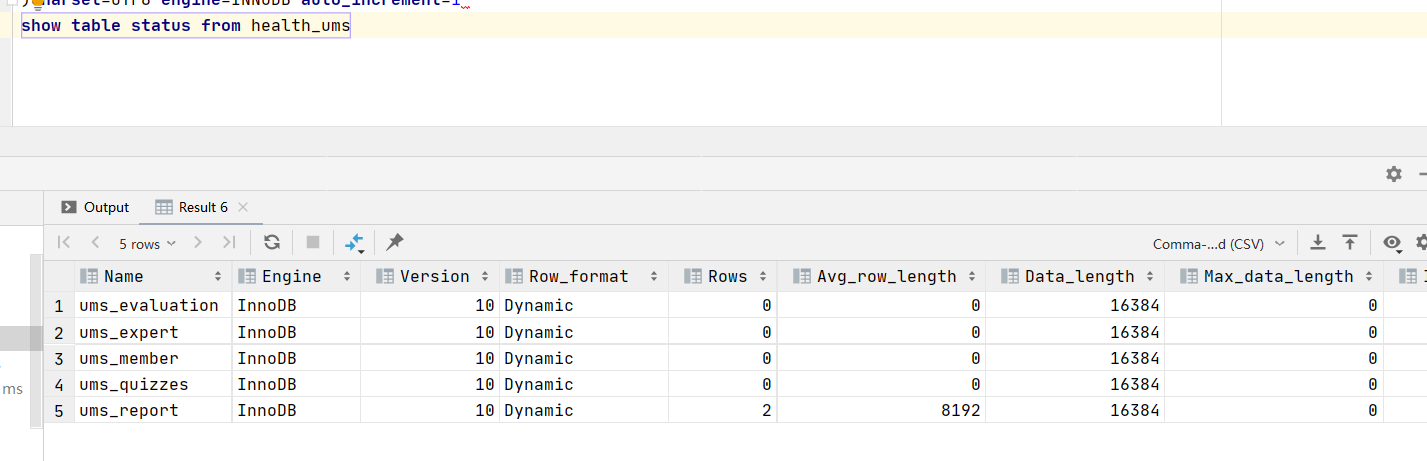 ) charset=UTF8 engine=INNODB auto_increment=1
show table status from health_ums
Output Result 6
5 rows Comma-...d (CSV)
Name Engine Version Row_format Rows Avg_row_length Data_length Max_data_length
1 ums_evaluation InnoDB 10 Dynamic 0 0 16384 0
2 ums_expert InnoDB 10 Dynamic 0 0 16384 0
3 ums_member InnoDB 10 Dynamic 0 0 16384 0
ms 4 ums_quizzes InnoDB 10 Dynamic 0 0 16384 0
5 ums_report InnoDB 10 Dynamic 2 8192 16384 0